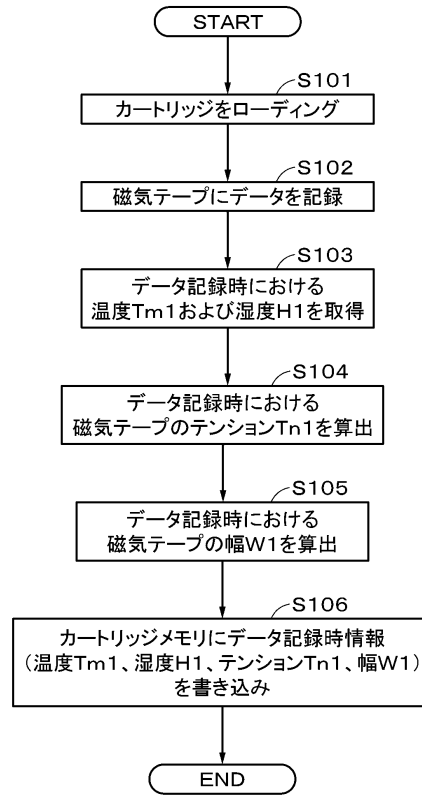 START
S101
カートリッジをローディング
S102
磁気テープにデータを記録
S103
データ記録時における
温度Tm1および湿度H1を取得
S104
データ記録時における
磁気テープのテンションTn1を算出
S105
データ記録時における
磁気テープの幅W1を算出
S106
カートリッジメモリにデータ記録時情報
(温度Tm1、湿度H1、テンションTn1、幅W1)
を書き込み
END